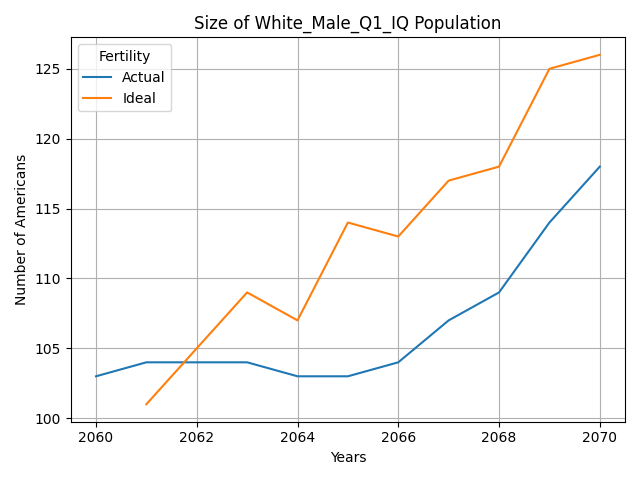 Size of White_Male_Q1_IQ Population
Fertility
Actual
Ideal
Number of Americans
125
120
115
110
105
100
2060 2062 2064 2066 2068 2070
Years